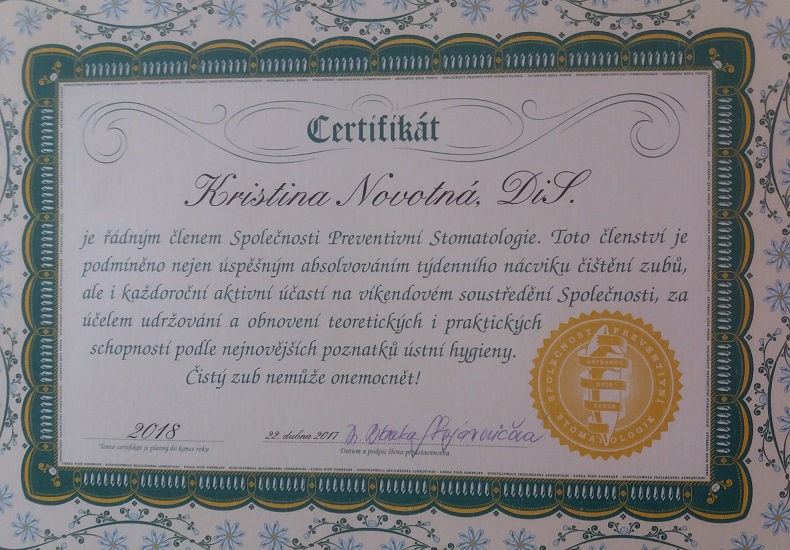 Certifikát
Kristina Novotná, DiS.
je řádným členem Společnosti Preventivní Stomatologie. Toto členství je
podmíněno nejen úspěšným absolvováním týdenního nácviku čištění zubů,
ale i každoroční aktivní účastí na víkendovém soustředění Společnosti, za
účelem udržování a obnovení teoretických i praktických
schopností podle nejnovějších poznatků ústní hygieny.
Čistý zub nemůže onemocnět!
SPOLEČNOST PREVENTIVNÍ
STOMATOLOGIE
2018
Tento certifikát je platný do konce roku
22. dubna 2017
Datum a podpis člena představenstva